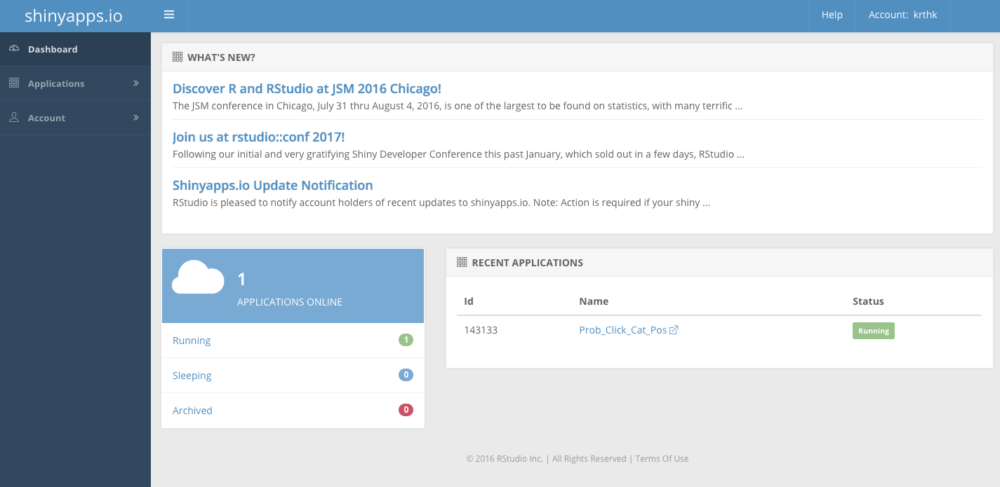 shinyapps.io
Help
Account: krthk
Dashboard
Applications
Account
WHAT'S NEW?
Discover R and RStudio at JSM 2016 Chicago!
The JSM conference in Chicago, July 31 thru August 4, 2016, is one of the largest to be found on statistics, with many terrific ...
Join us at rstudio::conf 2017!
Following our initial and very gratifying Shiny Developer Conference this past January, which sold out in a few days, RStudio ...
Shinyapps.io Update Notification
RStudio is pleased to notify account holders of recent updates to shinyapps.io. Note: Action is required if your shiny ...
1
APPLICATIONS ONLINE
Running 1
Sleeping 0
Archived 0
RECENT APPLICATIONS
Id Name Status
143133 Prob_Click_Cat_Pos Running
© 2016 RStudio Inc. | All Rights Reserved | Terms Of Use